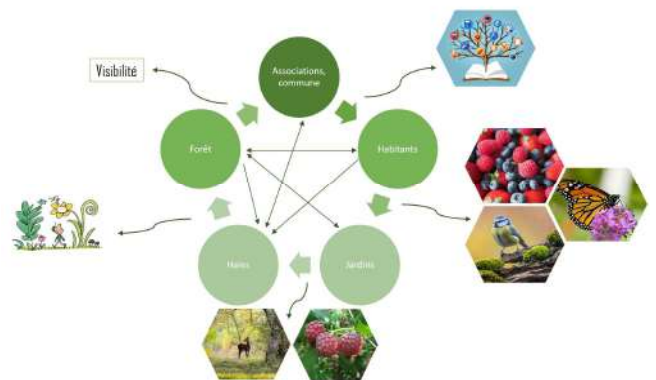 Associations,
commune
Visibilité
Forêt
Habitants
Haies
Jardins